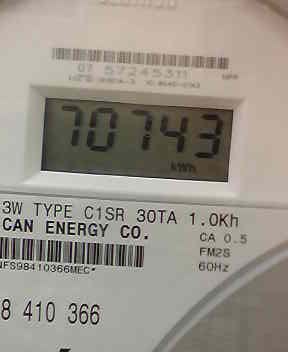 07 57245311
70743
kWh
3W TYPE C1SR 30TA 1.0Kh
CAN ENERGY CO.
CA 0.5
FM2S
60Hz
NFS98410366MEC*
8 410 366